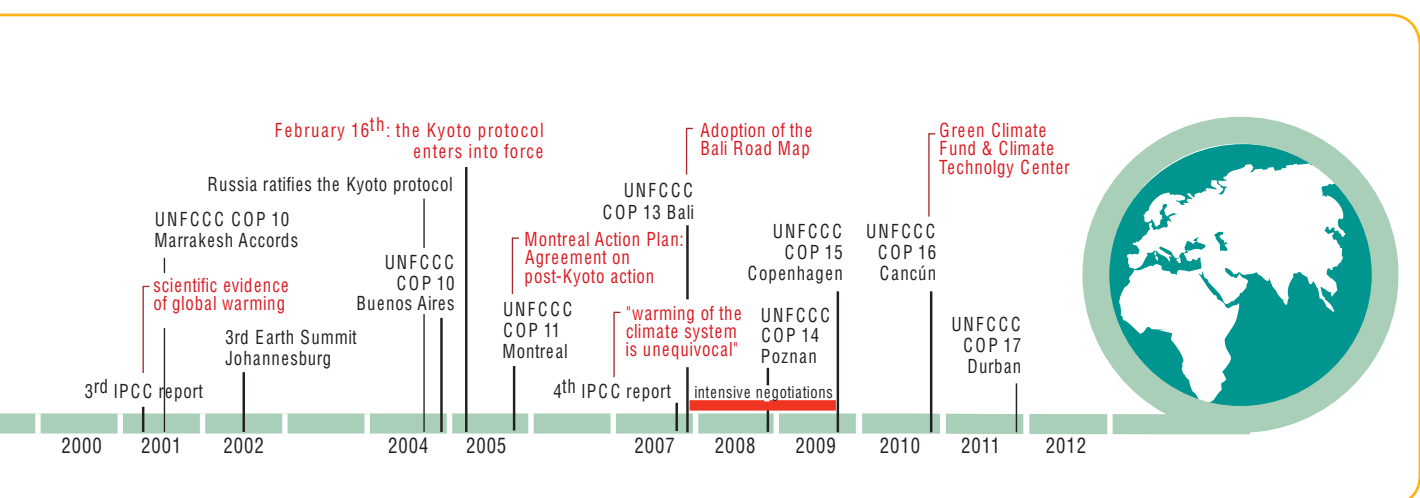 February 16th: the Kyoto protocol
enters into force
Adoption of the
Bali Road Map
Green Climate
Fund & Climate
Technolgy Center
Russia ratifies the Kyoto protocol
UNFCCC
COP 13 Bali
UNFCCC COP 10
Marrakesh Accords
Montreal Action Plan:
Agreement on
post-Kyoto action
UNFCCC
COP 15
Copenhagen
UNFCCC
COP 16
Cancún
UNFCCC
COP 10
Buenos Aires
scientific evidence
of global warming
UNFCCC
COP 11
Montreal
"warming of the
climate system
is unequivocal"
UNFCCC
COP 14
Poznan
UNFCCC
COP 17
Durban
3rd Earth Summit
Johannesburg
3rd IPCC report
4th IPCC report
intensive negotiations
2000
2001
2002
2004
2005
2007
2008
2009
2010
2011
2012